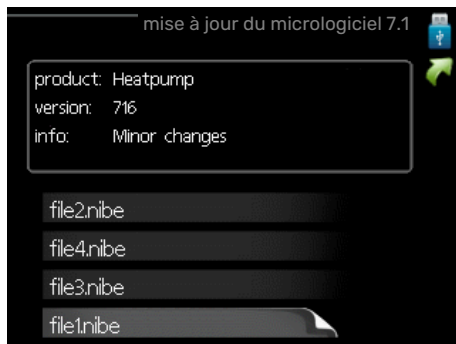 mise à jour du micrologiciel 7.1
product: Heatpump
version: 716
info: Minor changes
file2.nibe
file4.nibe
file3.nibe
file1.nibe